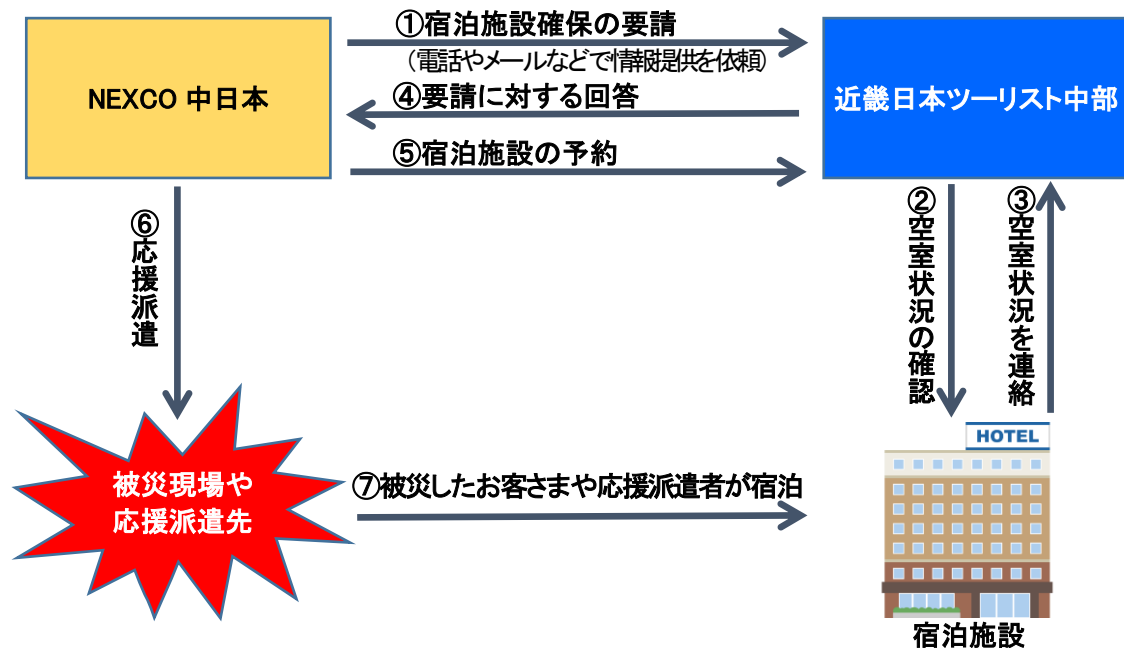 ①宿泊施設確保の要請
(電話やメールなどで情報提供を依頼)
NEXCO 中日本
④要請に対する回答
近畿日本ツーリスト中部
⑤宿泊施設の予約
⑥応援派遣
②空室状況の確認
③空室状況を連絡
HOTEL
被災現場や
応援派遣先
⑦被災したお客さまや応援派遣者が宿泊
宿泊施設